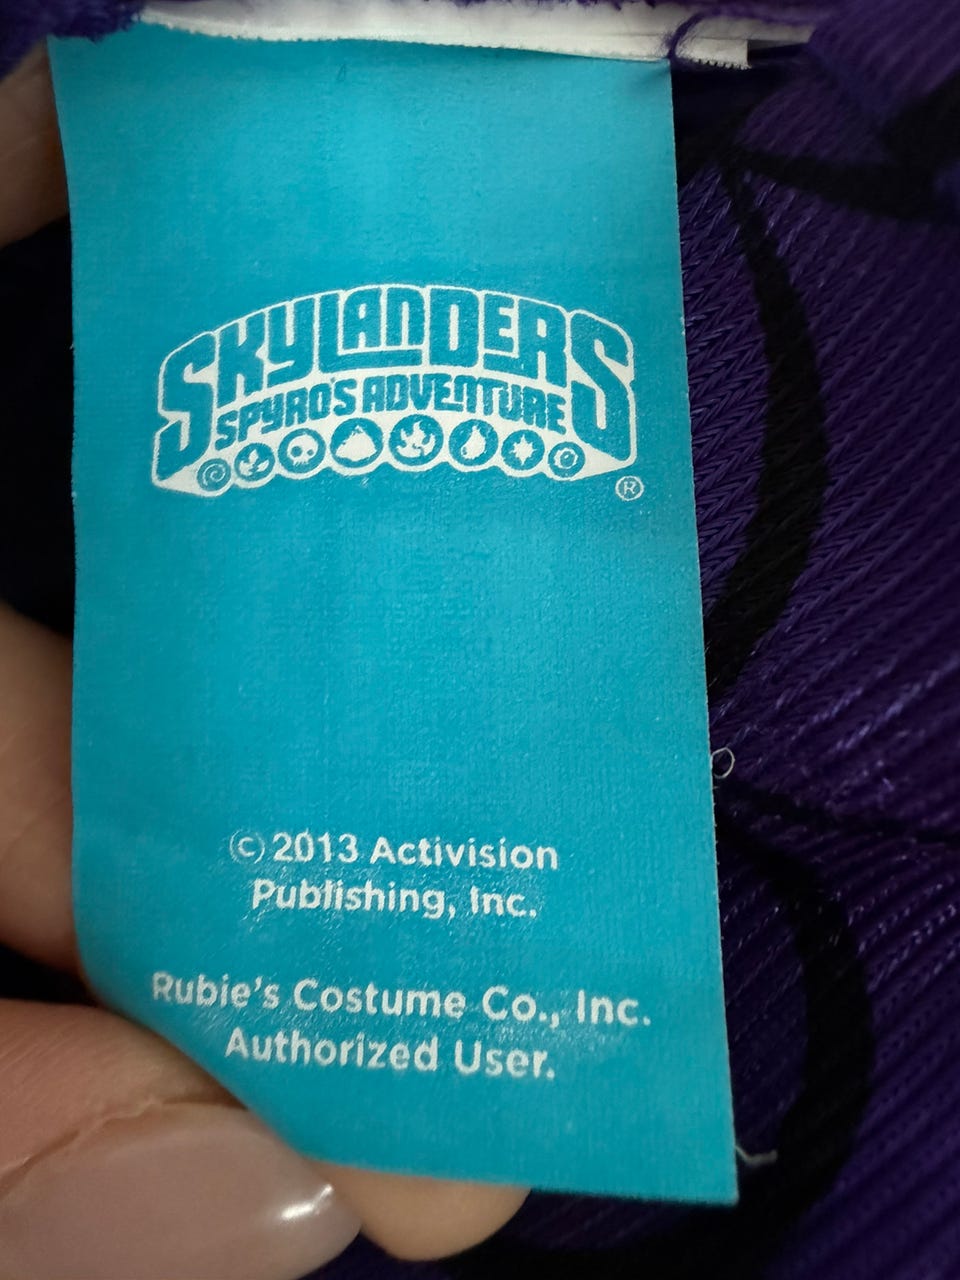 SKYLANDERS
SPYRO'S ADVENTURE
®
© 2013 Activision
Publishing, Inc.
Rubie's Costume Co., Inc.
Authorized User.